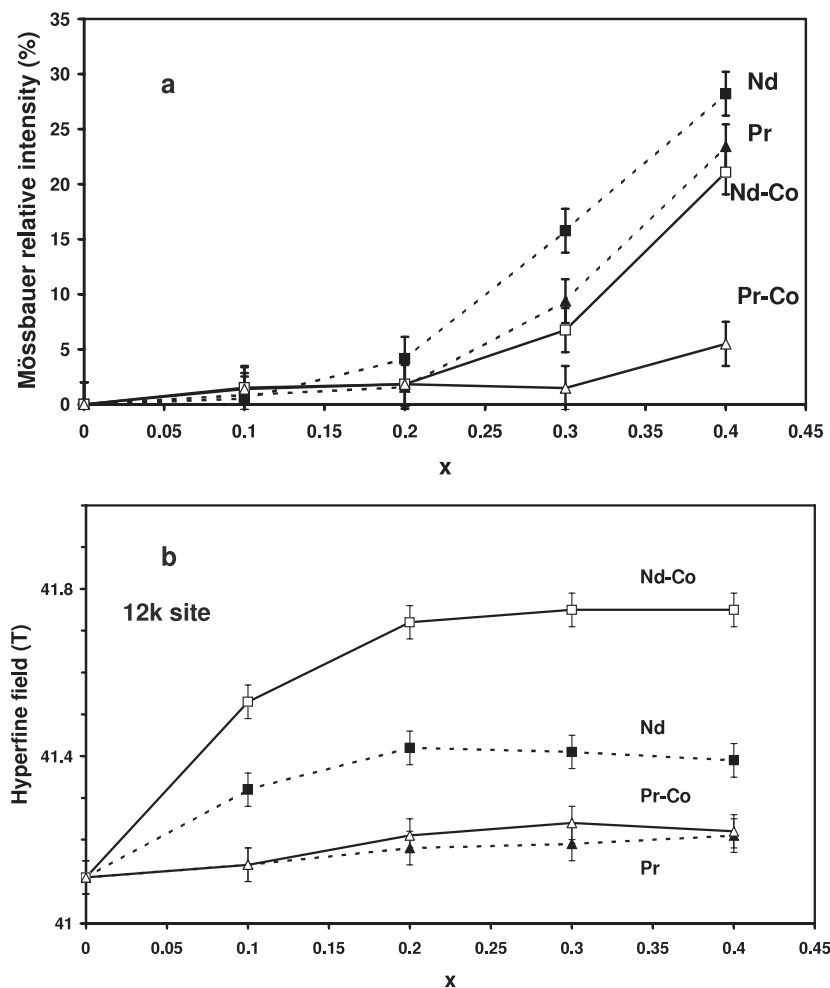 35
30
25
20
15
10
5
0
Mössbauer relative intensity (%)
a
Nd
Pr
Nd-Co
Pr-Co
0 0.05 0.1 0.15 0.2 0.25 0.3 0.35 0.4 0.45
x
41.8
41.4
41
Hyperfine field (T)
b
12k site
Nd-Co
Nd
Pr-Co
Pr
0 0.05 0.1 0.15 0.2 0.25 0.3 0.35 0.4 0.45
x